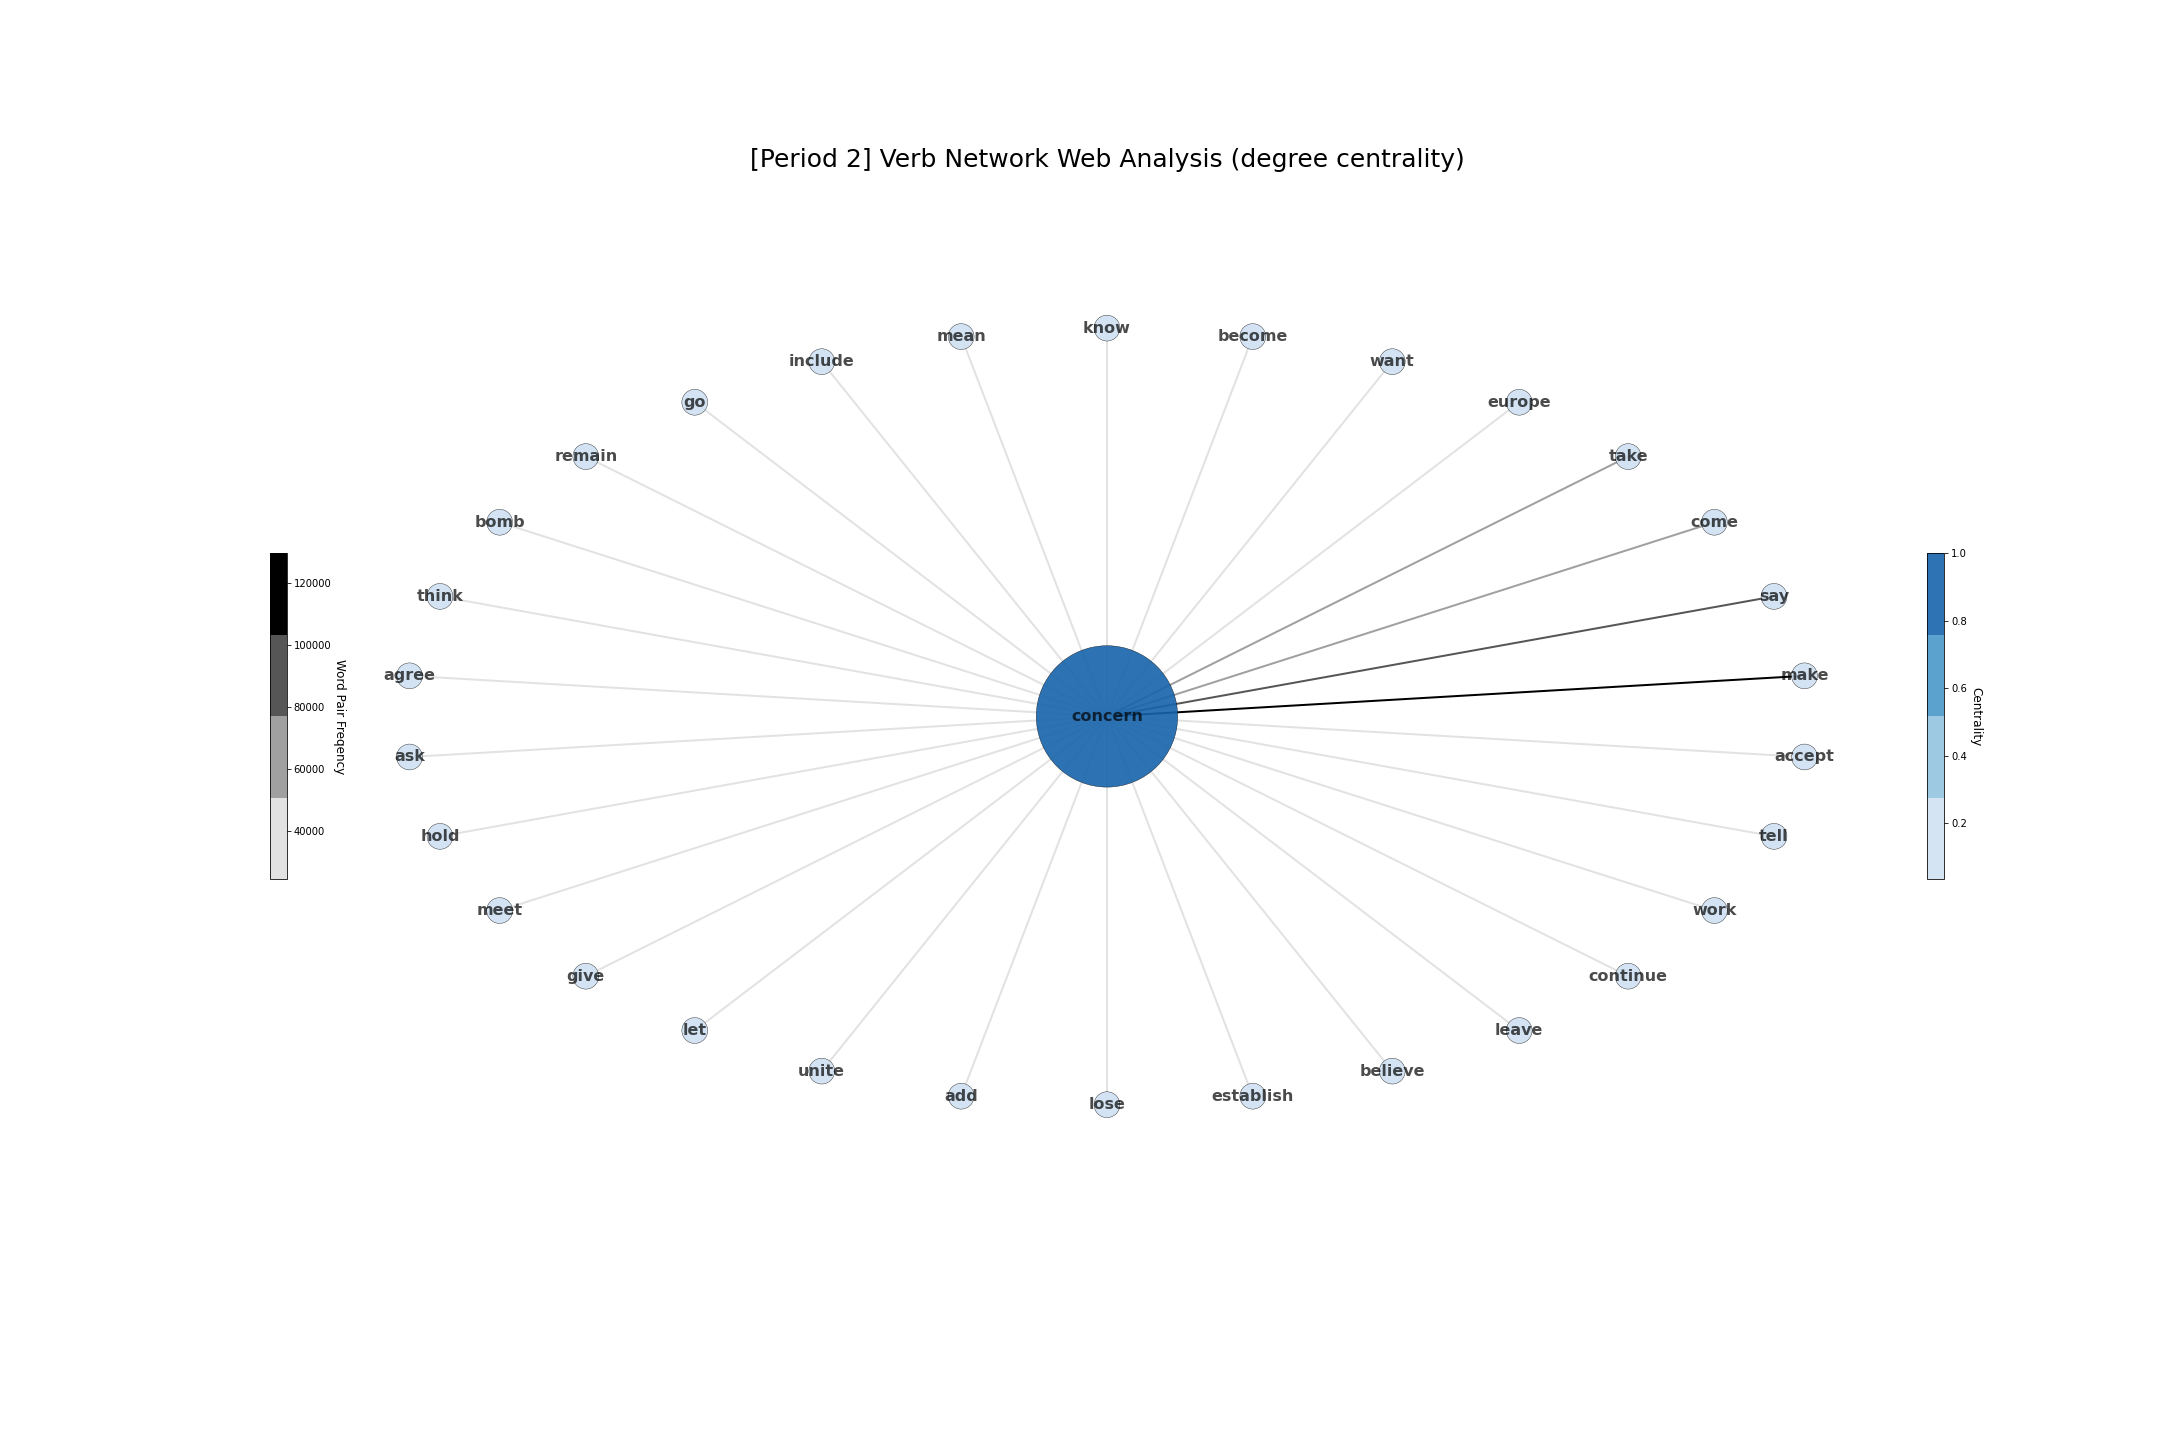 [Period 2] Verb Network Web Analysis (degree centrality)
know
mean
become
include
want
go
europe
remain
take
bomb
come
think
say
agree
make
concern
ask
accept
hold
tell
meet
work
give
continue
let
leave
unite
believe
add
establish
lose
120000
100000
80000
60000
40000
Word Pair Freqency
1.0
0.8
0.6
0.4
0.2
Centrality